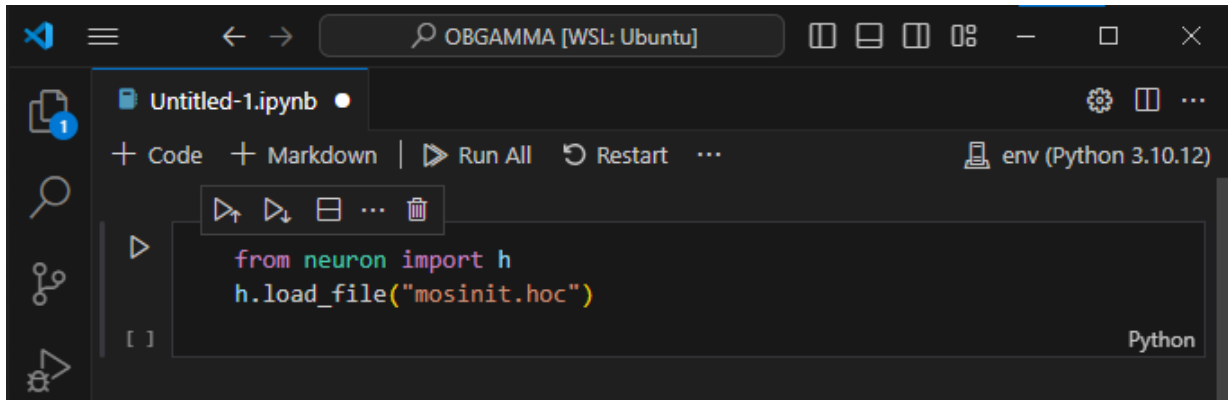 OBGAMMA [WSL: Ubuntu]
1
Untitled-1.ipynb
+ Code + Markdown | Run All Restart ...
env (Python 3.10.12)
from neuron import h
h.load_file("mosinit.hoc")
[ ]
Python